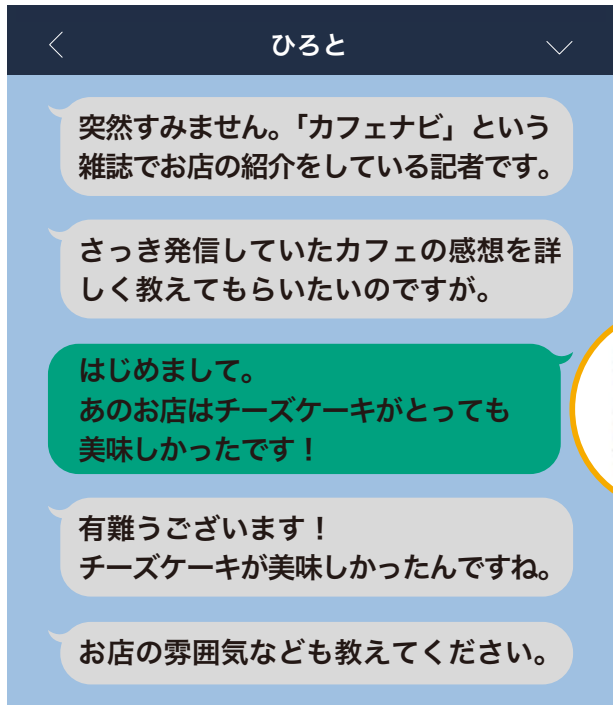 ひろと
突然すみません。「カフェナビ」という
雑誌でお店の紹介をしている記者です。
さっき発信していたカフェの感想を詳
しく教えてもらいたいのですが。
はじめまして。
あのお店はチーズケーキがとっても
美味しかったです！
有難うございます！
チーズケーキが美味しかったんですね。
お店の雰囲気なども教えてください。